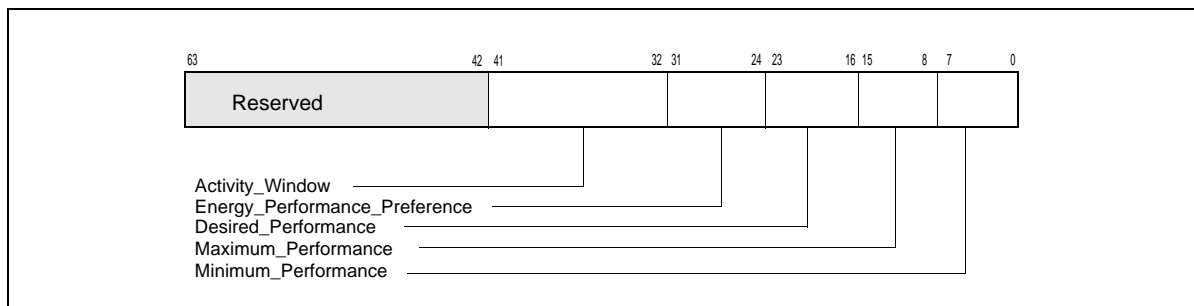 63 42 41 32 31 24 23 16 15 8 7 0
Reserved
Activity_Window
Energy_Performance_Preference
Desired_Performance
Maximum_Performance
Minimum_Performance